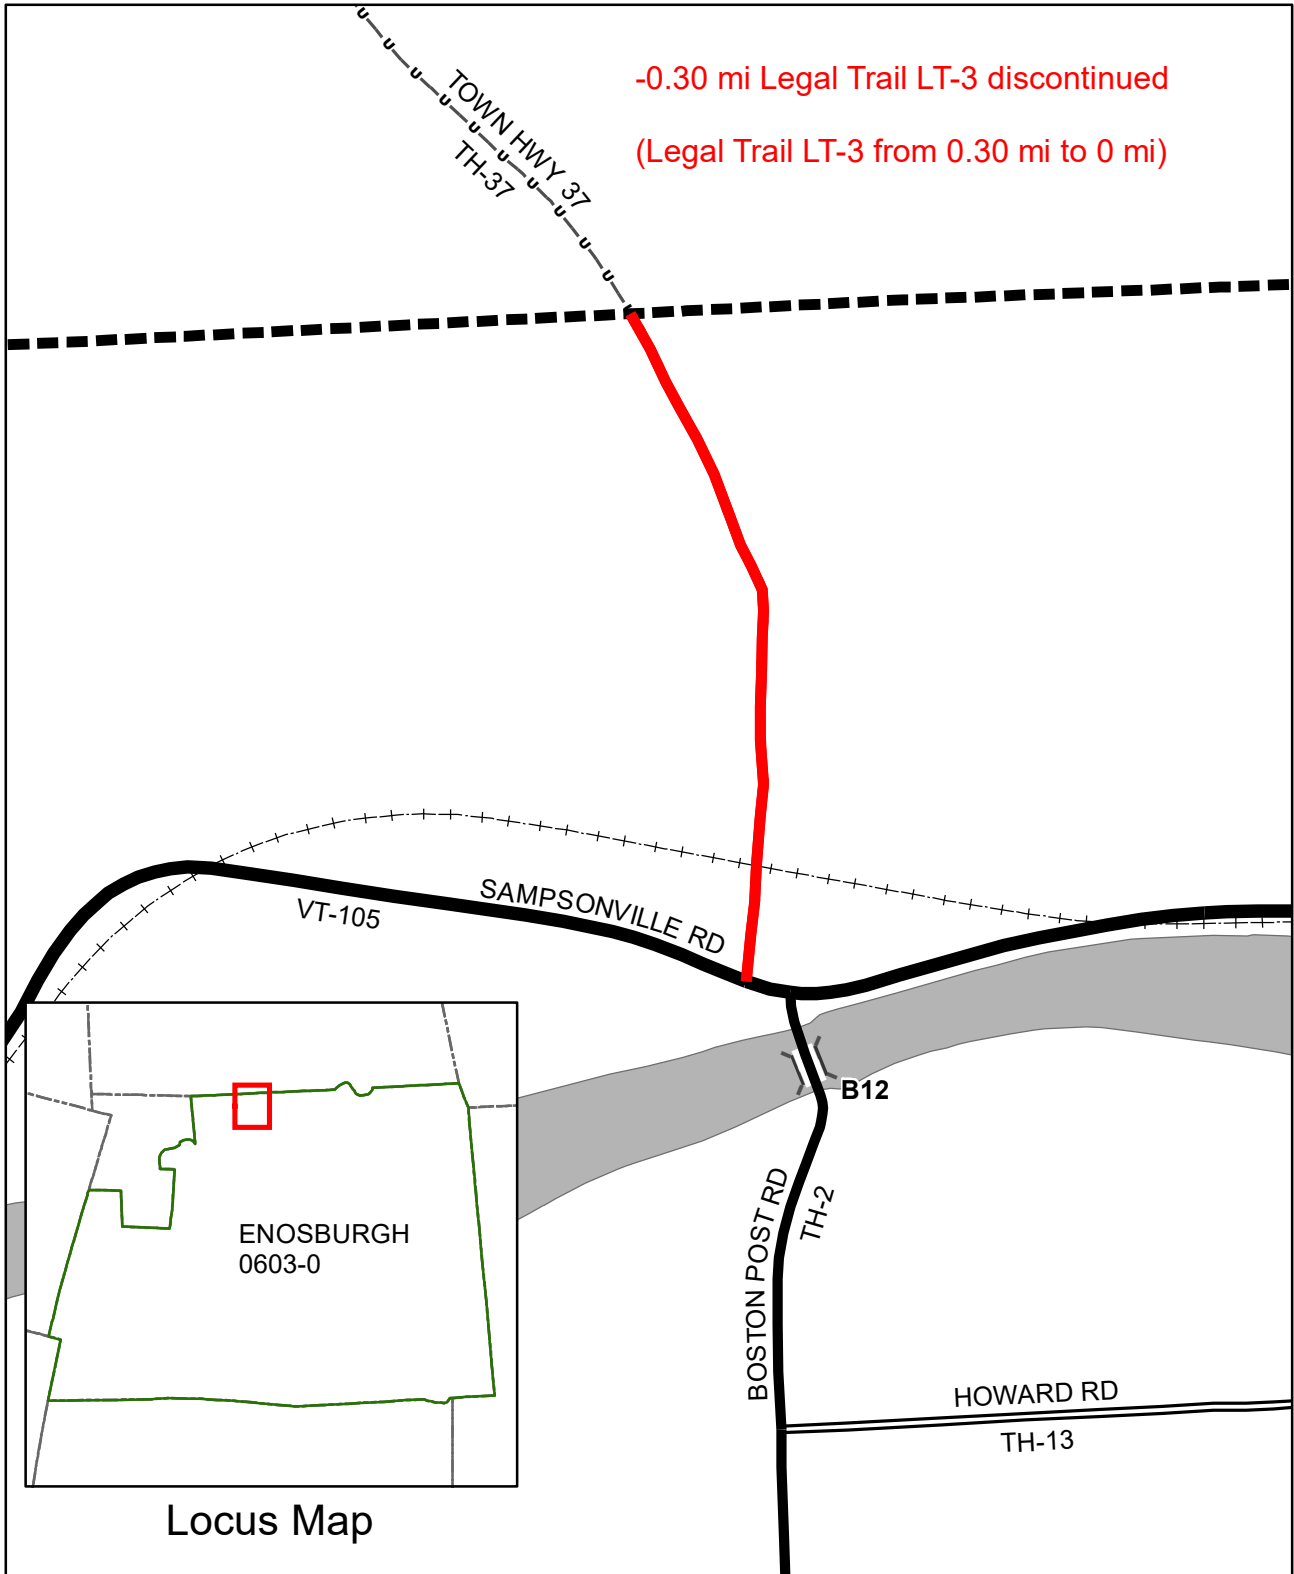 -0.30 mi Legal Trail LT-3 discontinued
(Legal Trail LT-3 from 0.30 mi to 0 mi)
TOWN HWY 37
TH-37
SAMPSONVILLE RD
VT-105
B12
BOSTON POST RD
TH-2
ENOSBURGH
0603-0
HOWARD RD
TH-13
Locus Map